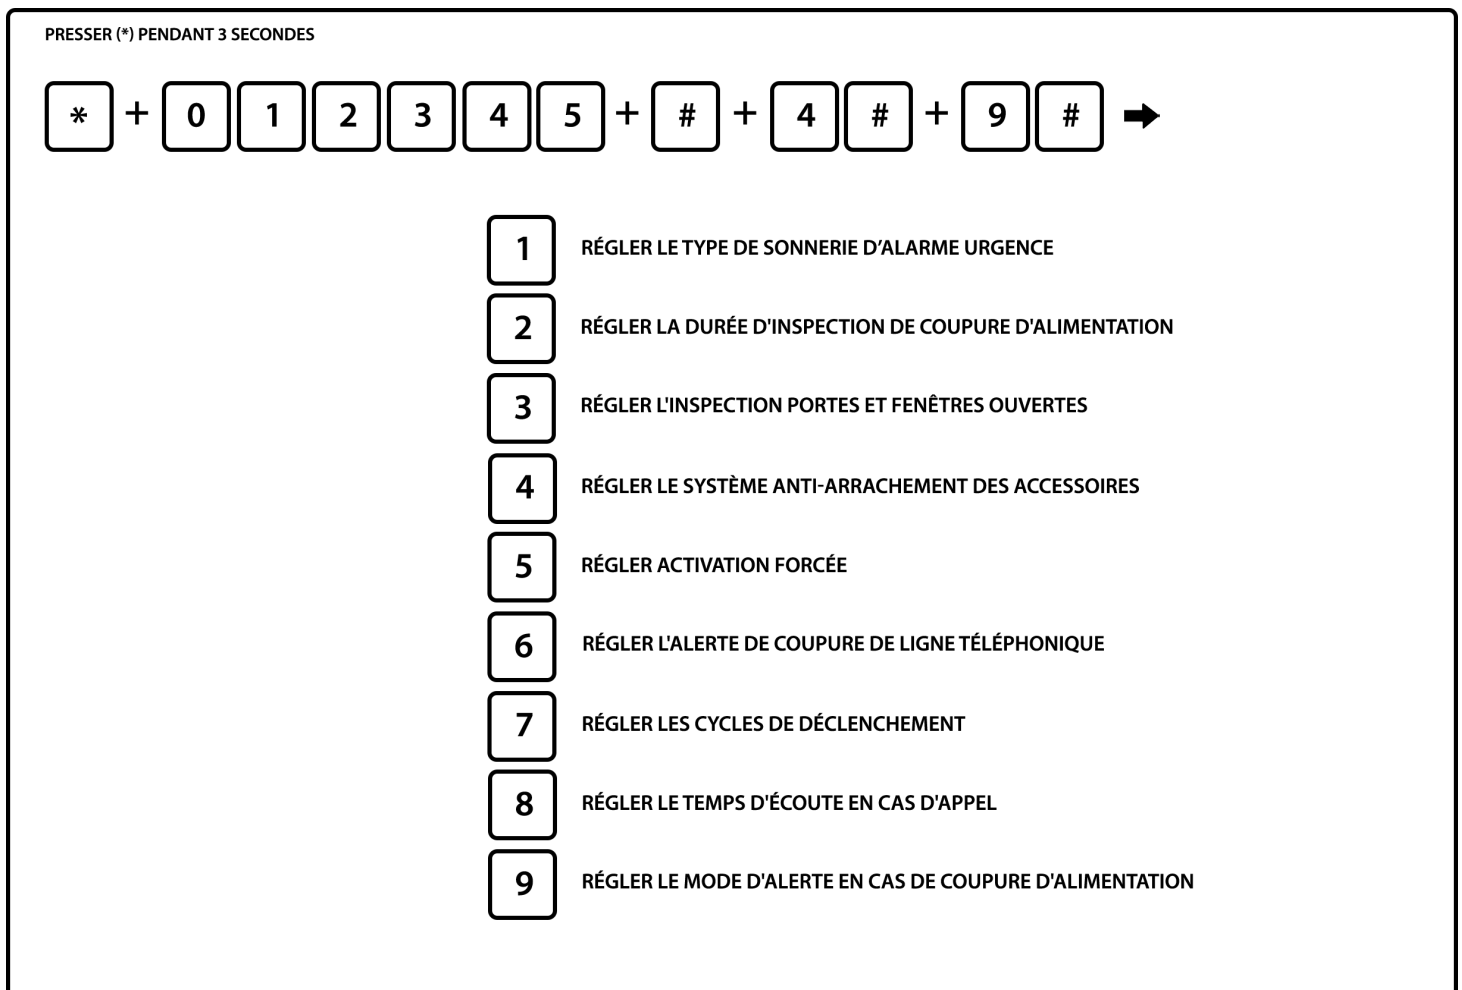 PRESSER (*) PENDANT 3 SECONDES
* + 0 1 2 3 4 5 + # + 4 # + 9 #
1 RÉGLER LE TYPE DE SONNERIE D’ALARME URGENCE
2 RÉGLER LA DURÉE D'INSPECTION DE COUPURE D'ALIMENTATION
3 RÉGLER L'INSPECTION PORTES ET FENÊTRES OUVERTES
4 RÉGLER LE SYSTÈME ANTI-ARRACHEMENT DES ACCESSOIRES
5 RÉGLER ACTIVATION FORCÉE
6 RÉGLER L'ALERTE DE COUPURE DE LIGNE TÉLÉPHONIQUE
7 RÉGLER LES CYCLES DE DÉCLENCHEMENT
8 RÉGLER LE TEMPS D'ÉCOUTE EN CAS D'APPEL
9 RÉGLER LE MODE D'ALERTE EN CAS DE COUPURE D'ALIMENTATION